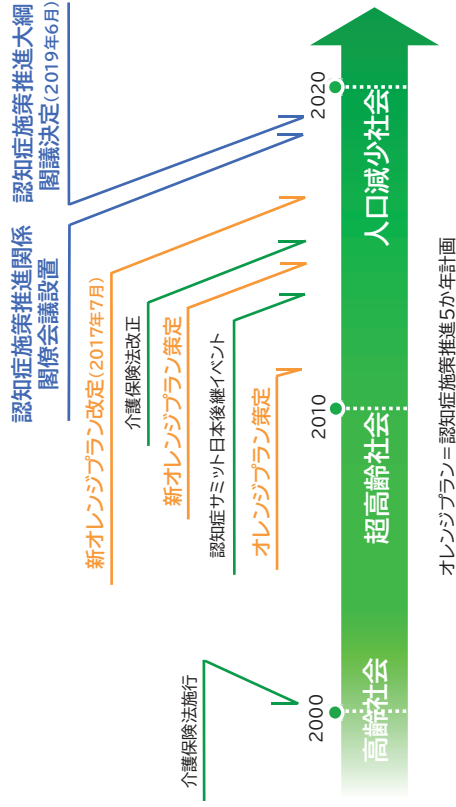 認知症施策推進関係
閣僚会議設置
認知症施策推進大綱
閣議決定(2019年6月)
新オレンジプラン改定(2017年7月)
介護保険法改正
新オレンジプラン策定
認知症サミット日本後継イベント
オレンジプラン策定
介護保険法施行
2000
2010
2020
高齢社会
超高齢社会
人口減少社会
オレンジプラン＝認知症施策推進5か年計画